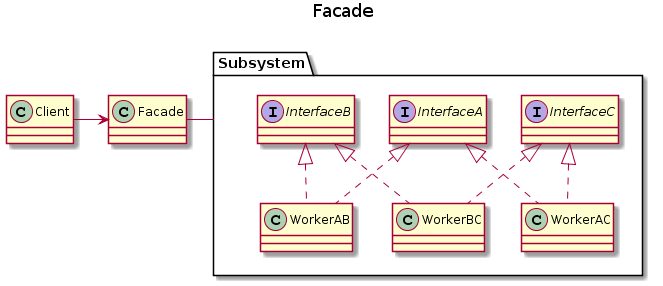 Facade
Subsystem
C Client
C Facade
I InterfaceB
I InterfaceA
I InterfaceC
C WorkerAB
C WorkerBC
C WorkerAC